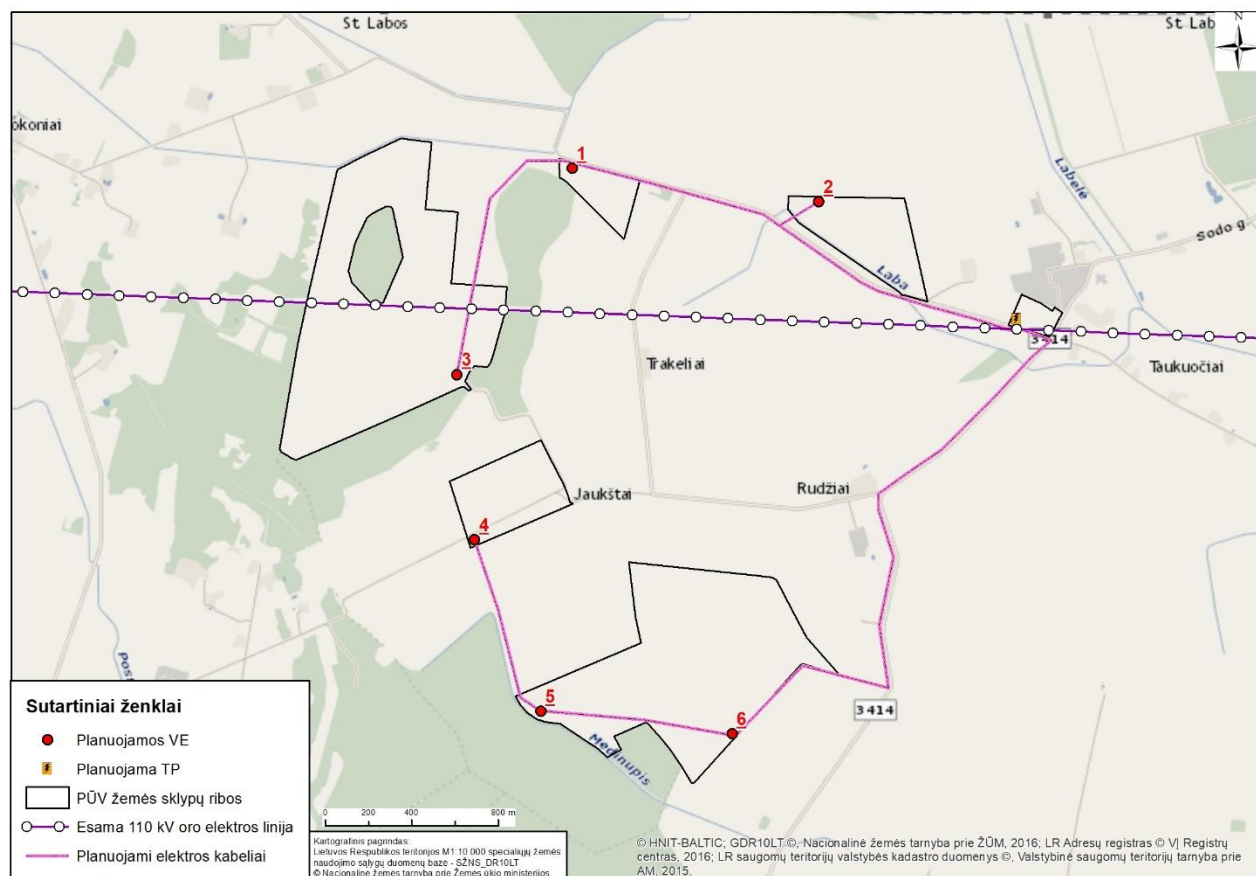 St Labos
St Lab
N
okoniai
1
2
Labelė
Sodo g.
Laba
3414
3
Trakeliai
Taukuočiai
Jaukštai
Rudžiai
4
5
6
3414
Medinupis
Sutartiniai ženklai
Planuojamos VE
Planuojama TP
PŪV žemės sklypų ribos
Esama 110 kV oro elektros linija
Planuojami elektros kabeliai
0 200 400 800 m
Kartografinis pagrindas:
Lietuvos Respublikos teritorijos M1:10 000 specialiųjų žemės
naudojimo sąlygų duomenų bazė - SŽNS_DR10LT
© Nacionalinė žemės tarnyba prie Žemės ūkio ministerijos
© HNIT-BALTIC; GDR10LT ©, Nacionalinė žemės tarnyba prie ŽŪM, 2016; LR Adresų registras © VĮ Registrų
centras, 2016; LR saugomų teritorijų valstybės kadastro duomenys ©, Valstybinė saugomų teritorijų tarnyba prie
AM, 2015.